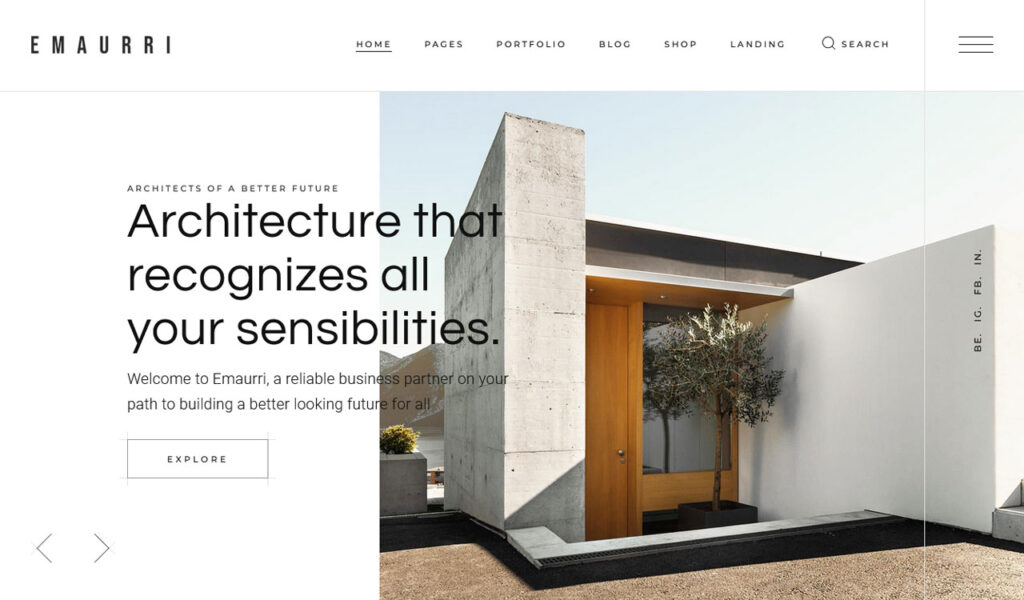 EMAURRI
HOME PAGES PORTFOLIO BLOG SHOP LANDING SEARCH
ARCHITECTS OF A BETTER FUTURE
Architecture that
recognizes all
your sensibilities.
Welcome to Emaurri, a reliable business partner on your
path to building a better looking future for all
EXPLORE
BE. IG. FB. IN.